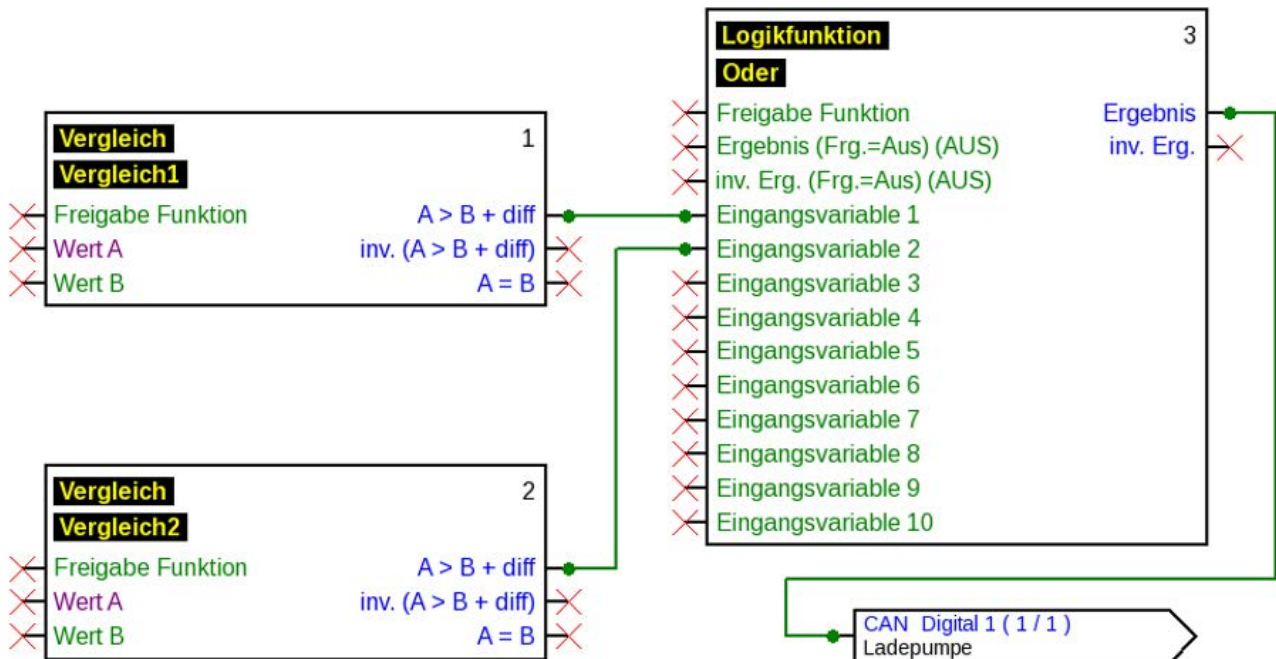 Logikfunktion 3
Oder
Freigabe Funktion Ergebnis
Ergebnis (Frg.=Aus) (AUS) inv. Erg.
inv. Erg. (Frg.=Aus) (AUS)
Eingangsvariable 1
Eingangsvariable 2
Eingangsvariable 3
Eingangsvariable 4
Eingangsvariable 5
Eingangsvariable 6
Eingangsvariable 7
Eingangsvariable 8
Eingangsvariable 9
Eingangsvariable 10
Vergleich 1
Vergleich1
Freigabe Funktion A > B + diff
Wert A inv. (A > B + diff)
Wert B A = B
Vergleich 2
Vergleich2
Freigabe Funktion A > B + diff
Wert A inv. (A > B + diff)
Wert B A = B
CAN Digital 1 ( 1 / 1 )
Ladepumpe